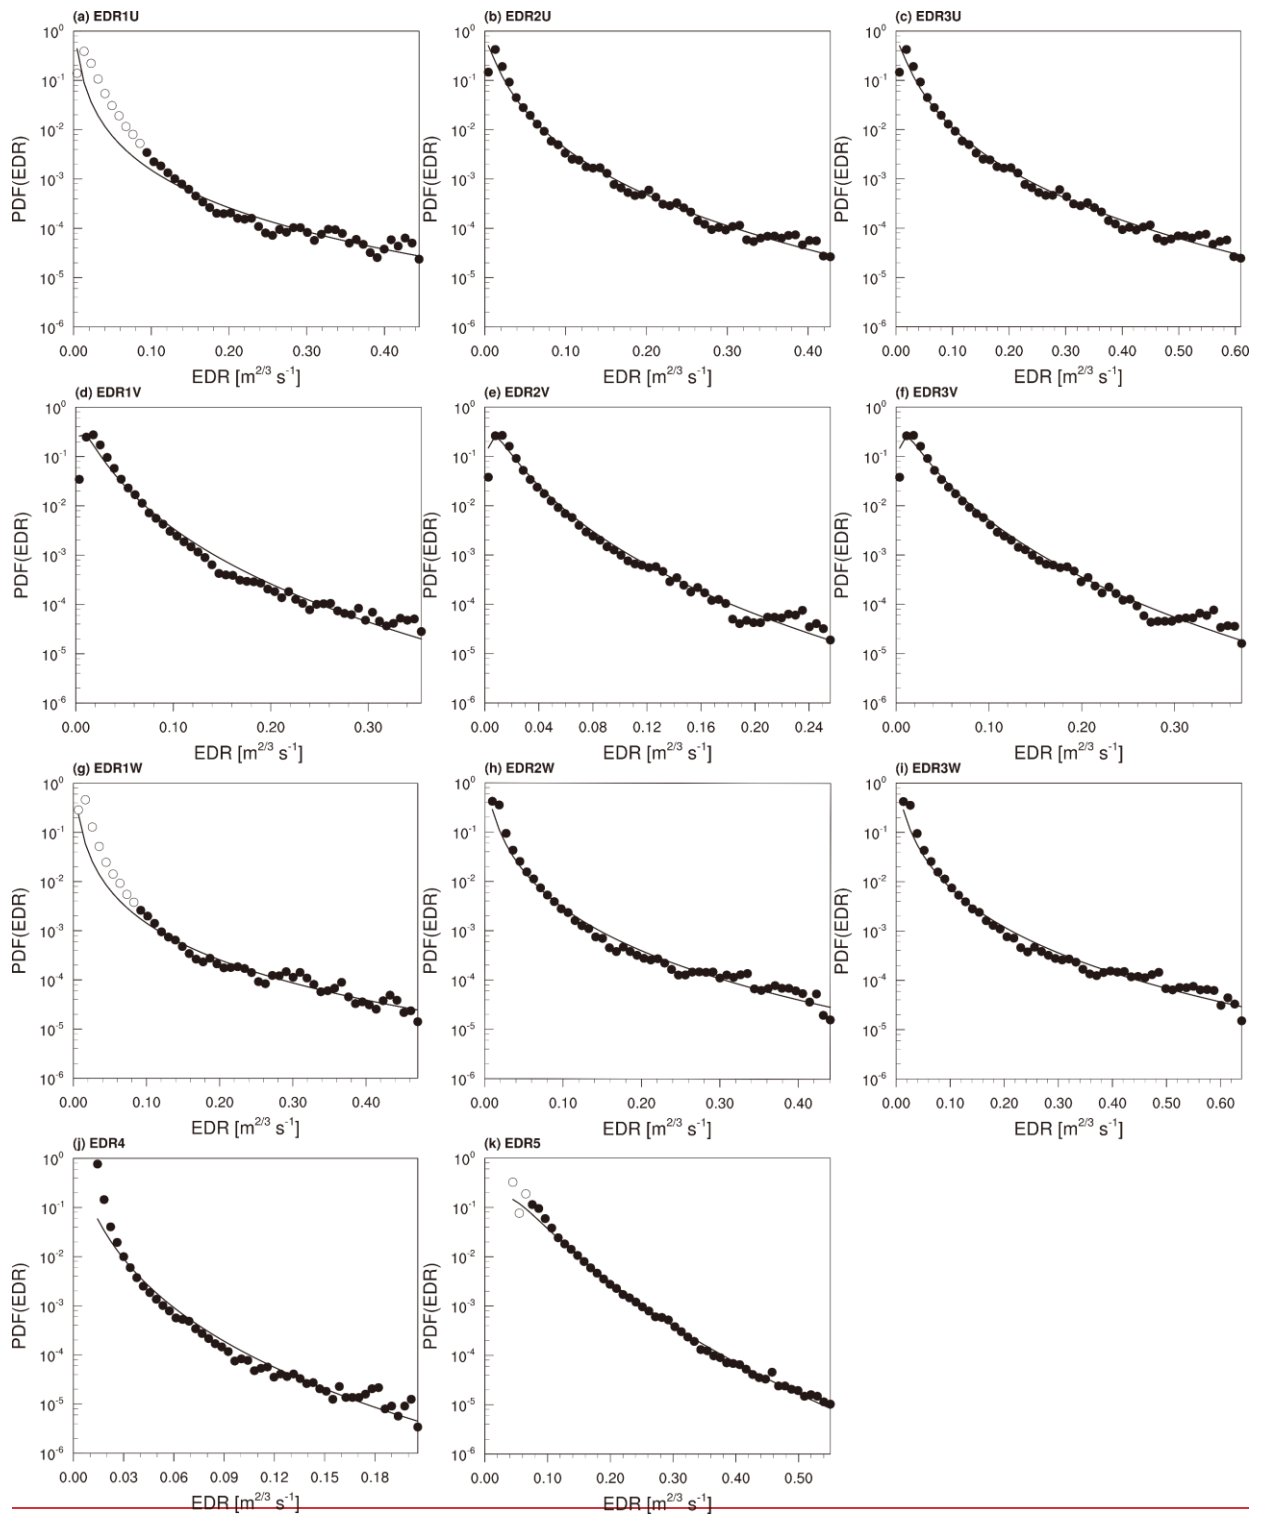 (a) EDR1U
(b) EDR2U
(c) EDR3U
10⁰ 10⁻¹ 10⁻² 10⁻³ 10⁻⁴ 10⁻⁵ 10⁻⁶
PDF(EDR)
0.00 0.10 0.20 0.30 0.40
EDR [m²/³ s⁻¹]
10⁰ 10⁻¹ 10⁻² 10⁻³ 10⁻⁴ 10⁻⁵ 10⁻⁶
PDF(EDR)
0.00 0.10 0.20 0.30 0.40
EDR [m²/³ s⁻¹]
10⁰ 10⁻¹ 10⁻² 10⁻³ 10⁻⁴ 10⁻⁵ 10⁻⁶
PDF(EDR)
0.00 0.10 0.20 0.30 0.40 0.50 0.60
EDR [m²/³ s⁻¹]
(d) EDR1V
(e) EDR2V
(f) EDR3V
10⁰ 10⁻¹ 10⁻² 10⁻³ 10⁻⁴ 10⁻⁵ 10⁻⁶
PDF(EDR)
0.00 0.10 0.20 0.30
EDR [m²/³ s⁻¹]
10⁰ 10⁻¹ 10⁻² 10⁻³ 10⁻⁴ 10⁻⁵ 10⁻⁶
PDF(EDR)
0.00 0.04 0.08 0.12 0.16 0.20 0.24
EDR [m²/³ s⁻¹]
10⁰ 10⁻¹ 10⁻² 10⁻³ 10⁻⁴ 10⁻⁵ 10⁻⁶
PDF(EDR)
0.00 0.10 0.20 0.30
EDR [m²/³ s⁻¹]
(g) EDR1W
(h) EDR2W
(i) EDR3W
10⁰ 10⁻¹ 10⁻² 10⁻³ 10⁻⁴ 10⁻⁵ 10⁻⁶
PDF(EDR)
0.00 0.10 0.20 0.30 0.40
EDR [m²/³ s⁻¹]
10⁰ 10⁻¹ 10⁻² 10⁻³ 10⁻⁴ 10⁻⁵ 10⁻⁶
PDF(EDR)
0.00 0.10 0.20 0.30 0.40
EDR [m²/³ s⁻¹]
10⁰ 10⁻¹ 10⁻² 10⁻³ 10⁻⁴ 10⁻⁵ 10⁻⁶
PDF(EDR)
0.00 0.10 0.20 0.30 0.40 0.50 0.60
EDR [m²/³ s⁻¹]
(j) EDR4
(k) EDR5
10⁰ 10⁻¹ 10⁻² 10⁻³ 10⁻⁴ 10⁻⁵ 10⁻⁶
PDF(EDR)
0.00 0.03 0.06 0.09 0.12 0.15 0.18
EDR [m²/³ s⁻¹]
10⁰ 10⁻¹ 10⁻² 10⁻³ 10⁻⁴ 10⁻⁵ 10⁻⁶
PDF(EDR)
0.00 0.10 0.20 0.30 0.40 0.50
EDR [m²/³ s⁻¹]